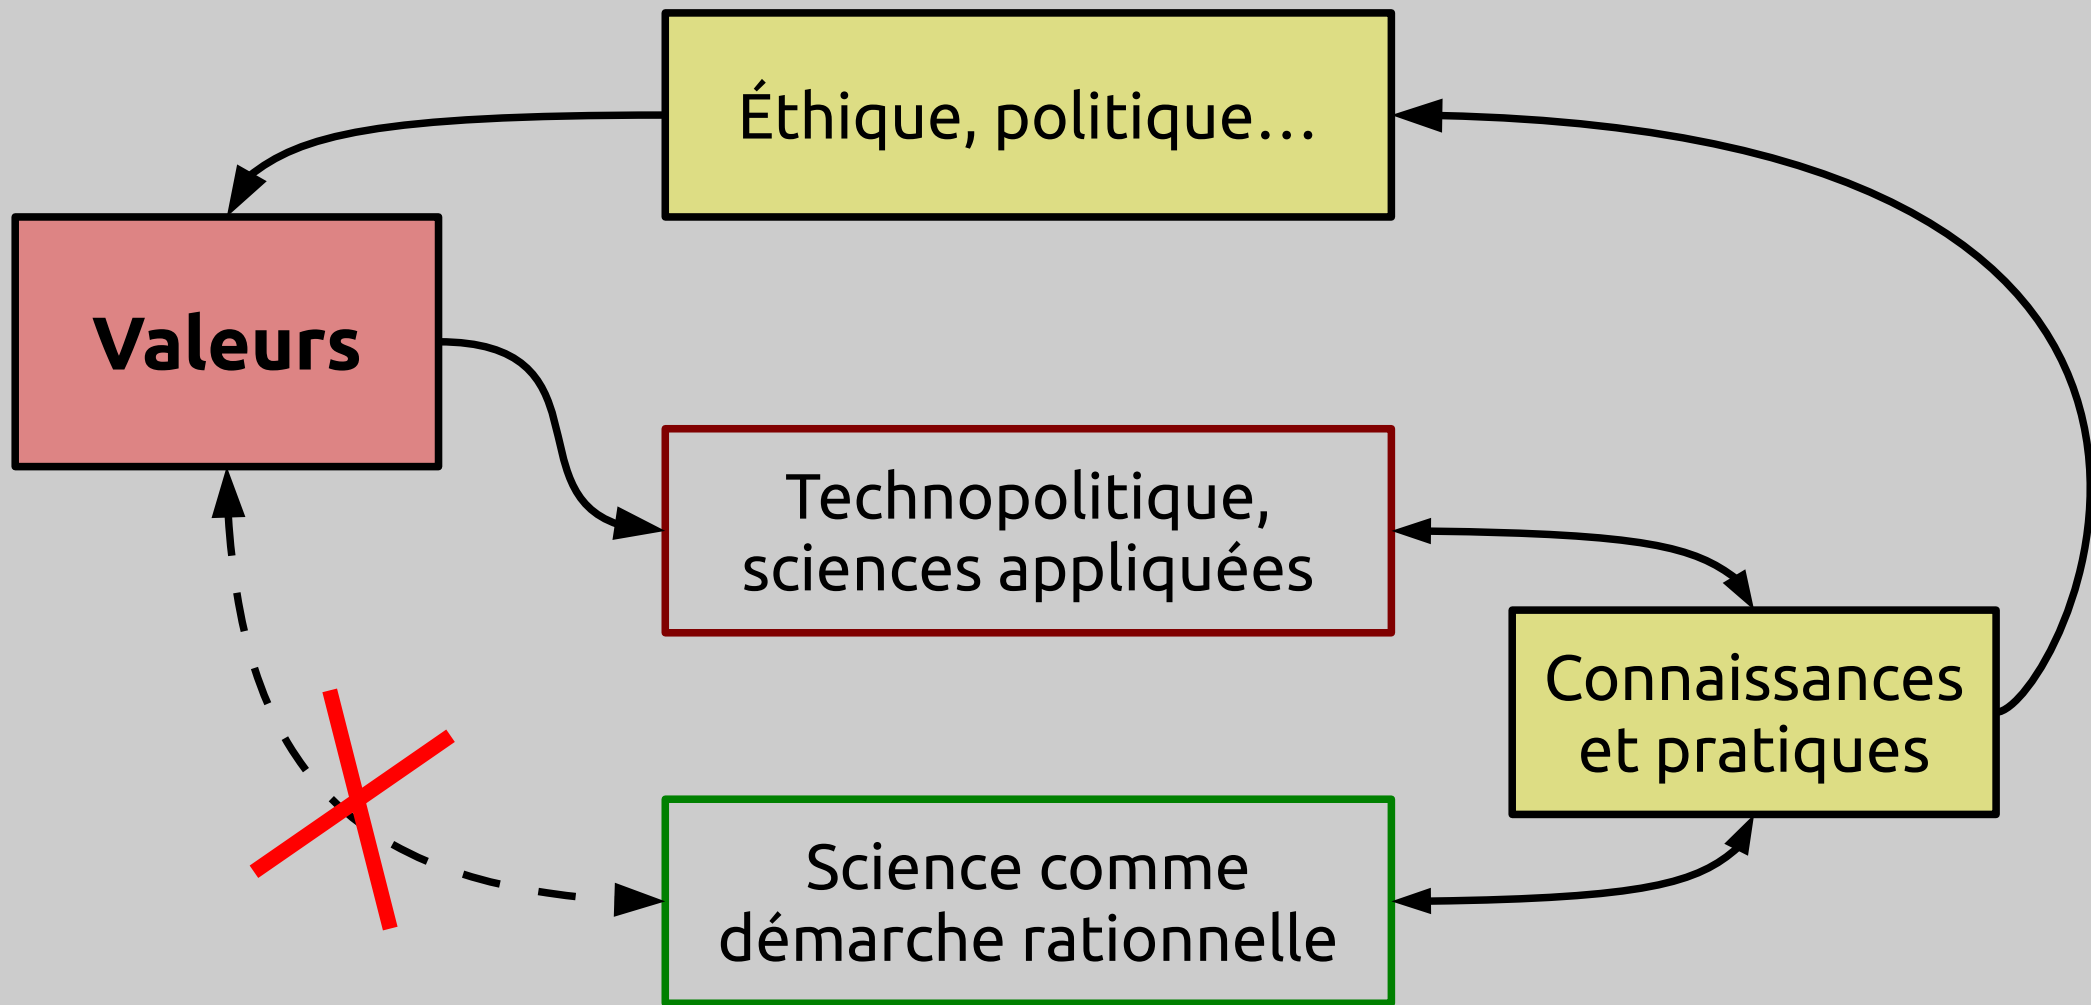 Éthique, politique…
Valeurs
Technopolitique,
sciences appliquées
Connaissances
et pratiques
Science comme
démarche rationnelle